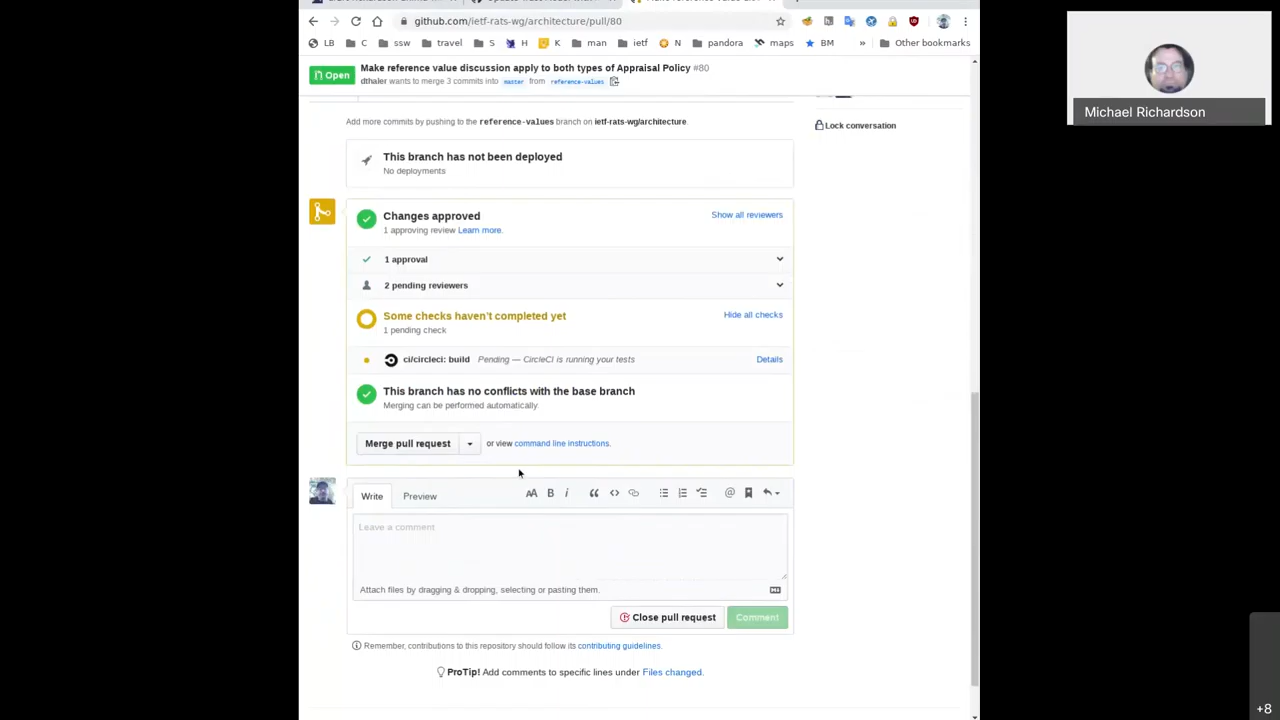 github.com/ietf-rats-wg/architecture/pull/80
LB C ssw travel S H K man ietf N pandora maps BM » Other bookmarks
Open
Make reference value discussion apply to both types of Appraisal Policy #80
dthaler wants to merge 3 commits into master from reference-values
Add more commits by pushing to the reference-values branch on ietf-rats-wg/architecture
Lock conversation
This branch has not been deployed
No deployments
Changes approved
Show all reviewers
1 approving review Learn more.
1 approval
2 pending reviewers
Some checks haven't completed yet
Hide all checks
1 pending check
ci/circleci: build Pending — CircleCI is running your tests
Details
This branch has no conflicts with the base branch
Merging can be performed automatically.
Merge pull request
or view command line instructions.
Write Preview
AA B i “ <> @
Leave a comment
Attach files by dragging & dropping, selecting or pasting them.
Close pull request
Comment
Remember, contributions to this repository should follow its contributing guidelines.
ProTip! Add comments to specific lines under Files changed.
Michael Richardson
+8